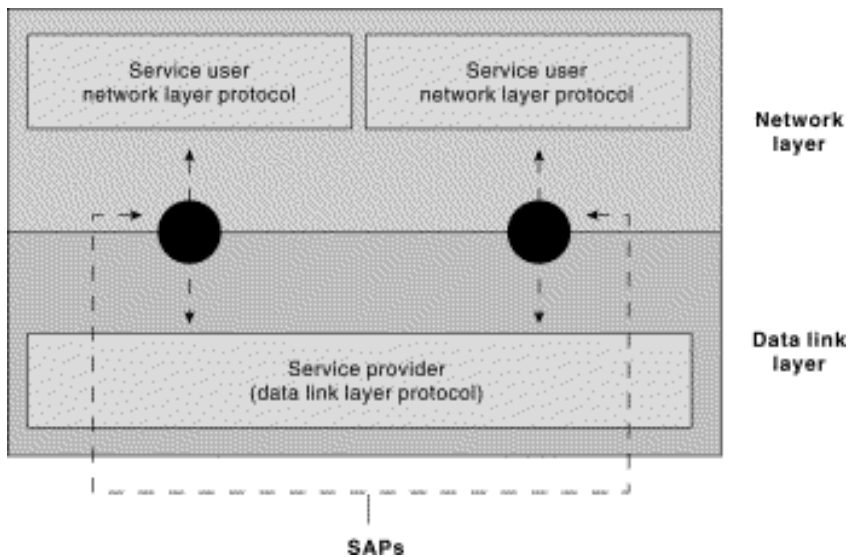 Service user
network layer protocol
Service user
network layer protocol
Network
layer
Data link
layer
Service provider
(data link layer protocol)
SAPs